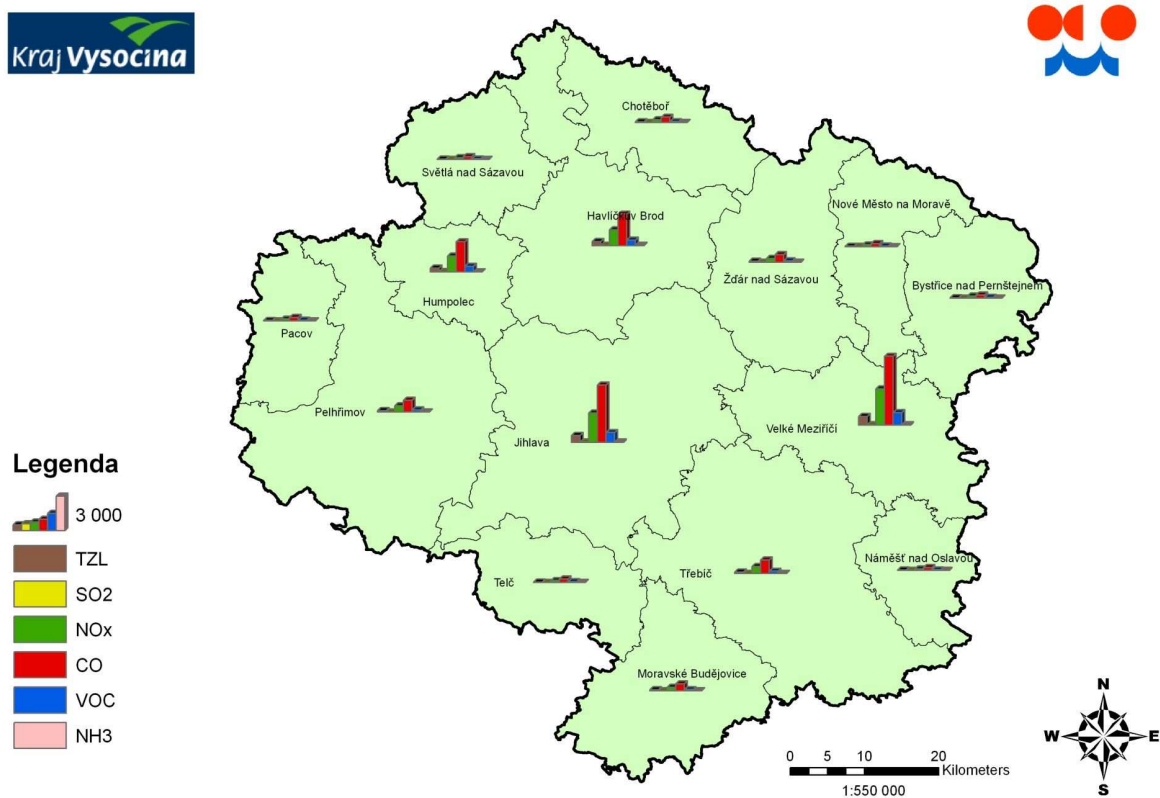 Kraj Vysočina
Chotěboř
Světlá nad Sázavou
Nové Město na Moravě
Havlíčkův Brod
Žďár nad Sázavou
Bystřice nad Pernštejnem
Humpolec
Pacov
Pelhřimov
Jihlava
Velké Meziříčí
Náměšť nad Oslavou
Telč
Třebíč
Moravské Budějovice
Legenda
3 000
TZL
SO2
NOx
CO
VOC
NH3
N
W E
S
0 5 10 20
Kilometers
1:550 000